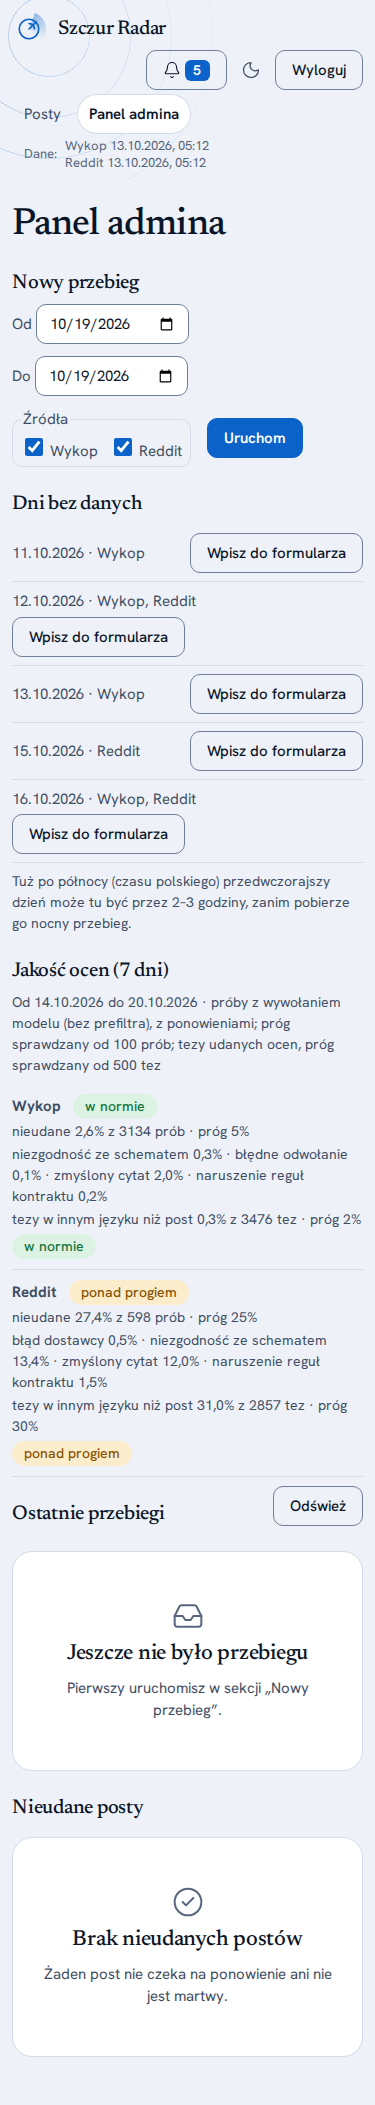 Szczur Radar
5
Wyloguj
Posty
Panel admina
Dane:
Wykop 13.10.2026, 05:12
Reddit 13.10.2026, 05:12
Panel admina
Nowy przebieg
Od 10/19/2026
Do 10/19/2026
Źródła
Wykop
Reddit
Uruchom
Dni bez danych
11.10.2026 · Wykop
Wpisz do formularza
12.10.2026 · Wykop, Reddit
Wpisz do formularza
13.10.2026 · Wykop
Wpisz do formularza
15.10.2026 · Reddit
Wpisz do formularza
16.10.2026 · Wykop, Reddit
Wpisz do formularza
Tuż po północy (czasu polskiego) przedwczorajszy
dzień może tu być przez 2–3 godziny, zanim pobierze
go nocny przebieg.
Jakość ocen (7 dni)
Od 14.10.2026 do 20.10.2026 · próby z wywołaniem
modelu (bez prefiltra), z ponowieniami; próg
sprawdzany od 100 prób; tezy udanych ocen, próg
sprawdzany od 500 tez
Wykop
w normie
nieudane 2,6% z 3134 prób · próg 5%
niezgodność ze schematem 0,3% · błędne odwołanie
0,1% · zmyślony cytat 2,0% · naruszenie reguł
kontraktu 0,2%
tezy w innym języku niż post 0,3% z 3476 tez · próg 2%
w normie
Reddit
ponad progiem
nieudane 27,4% z 598 prób · próg 25%
błąd dostawcy 0,5% · niezgodność ze schematem
13,4% · zmyślony cytat 12,0% · naruszenie reguł
kontraktu 1,5%
tezy w innym języku niż post 31,0% z 2857 tez · próg
30%
ponad progiem
Ostatnie przebiegi
Odśwież
Jeszcze nie było przebiegu
Pierwszy uruchomisz w sekcji „Nowy
przebieg”.
Nieudane posty
Brak nieudanych postów
Żaden post nie czeka na ponowienie ani nie
jest martwy.